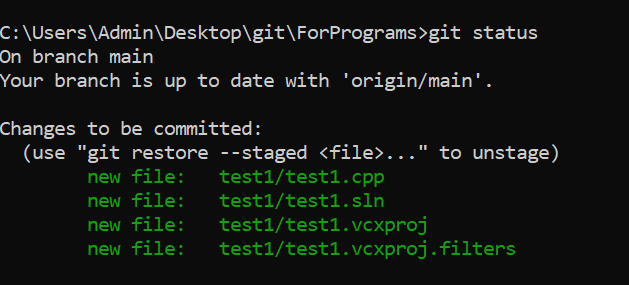 C:\Users\Admin\Desktop\git\ForPrograms>git status
On branch main
Your branch is up to date with 'origin/main'.
Changes to be committed:
  (use "git restore --staged <file>..." to unstage)
        new file:   test1/test1.cpp
        new file:   test1/test1.sln
        new file:   test1/test1.vcxproj
        new file:   test1/test1.vcxproj.filters